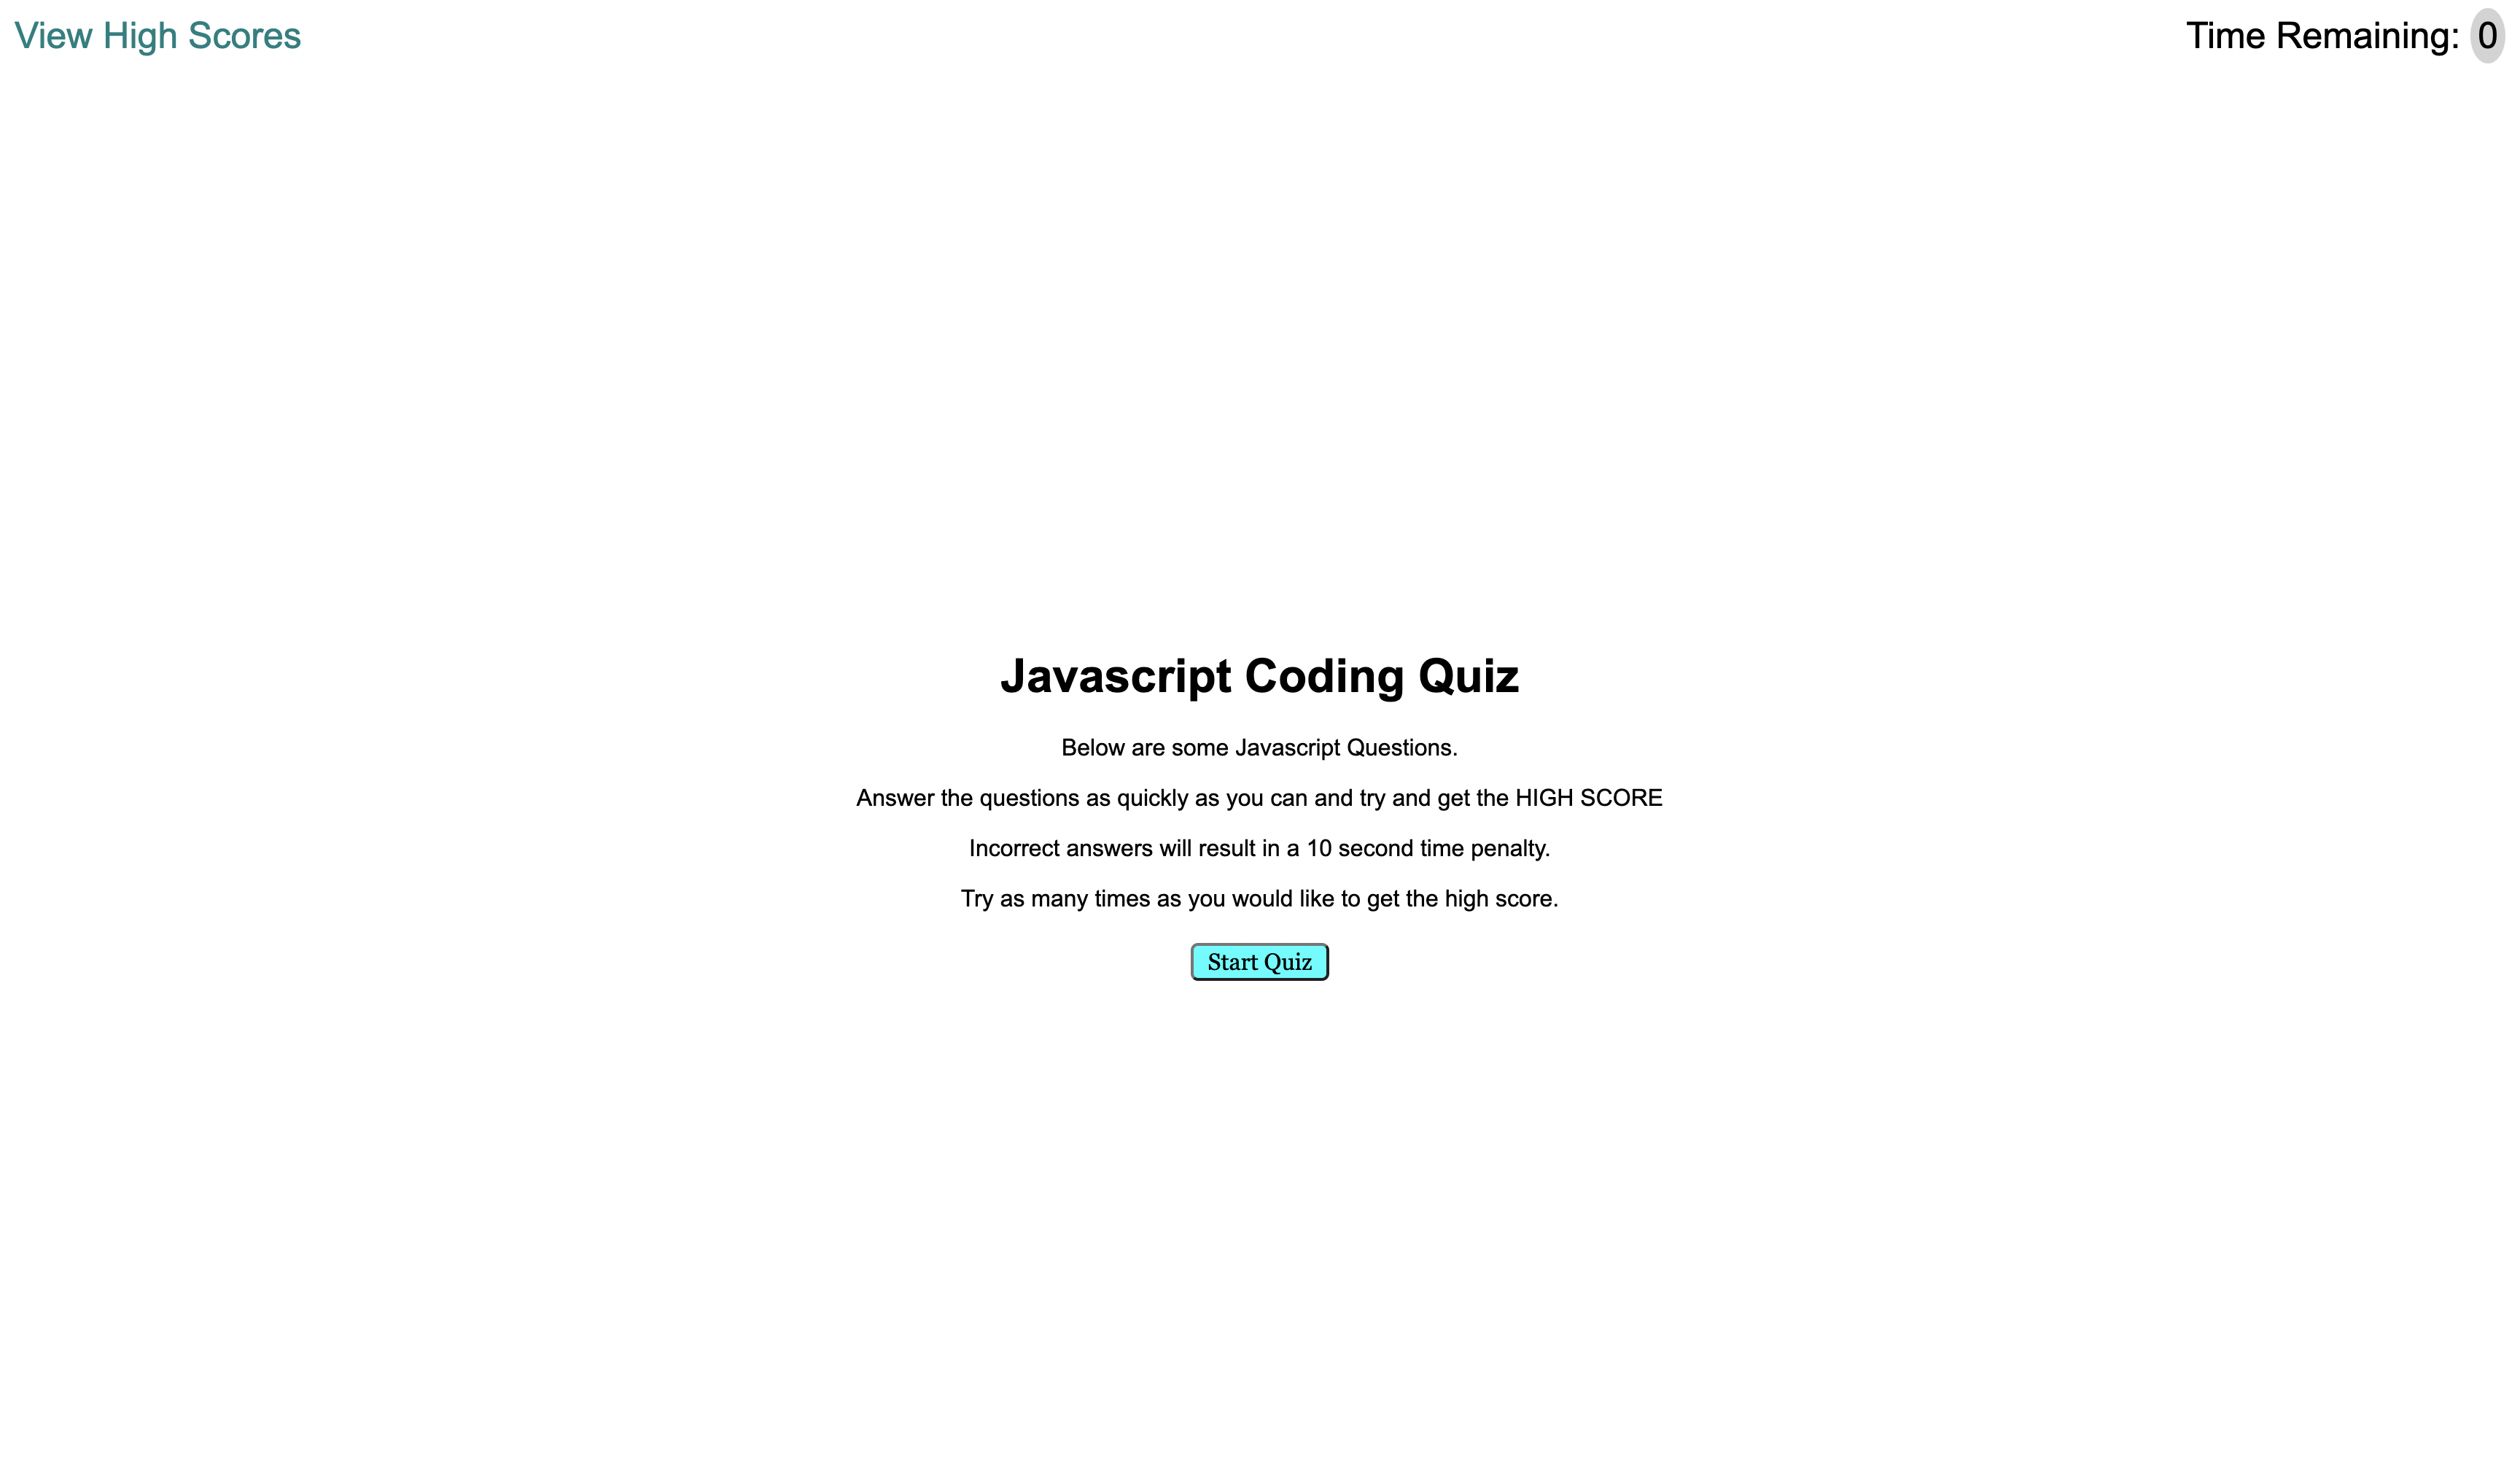 View High Scores
Time Remaining: 0
Javascript Coding Quiz
Below are some Javascript Questions.
Answer the questions as quickly as you can and try and get the HIGH SCORE
Incorrect answers will result in a 10 second time penalty.
Try as many times as you would like to get the high score.
Start Quiz